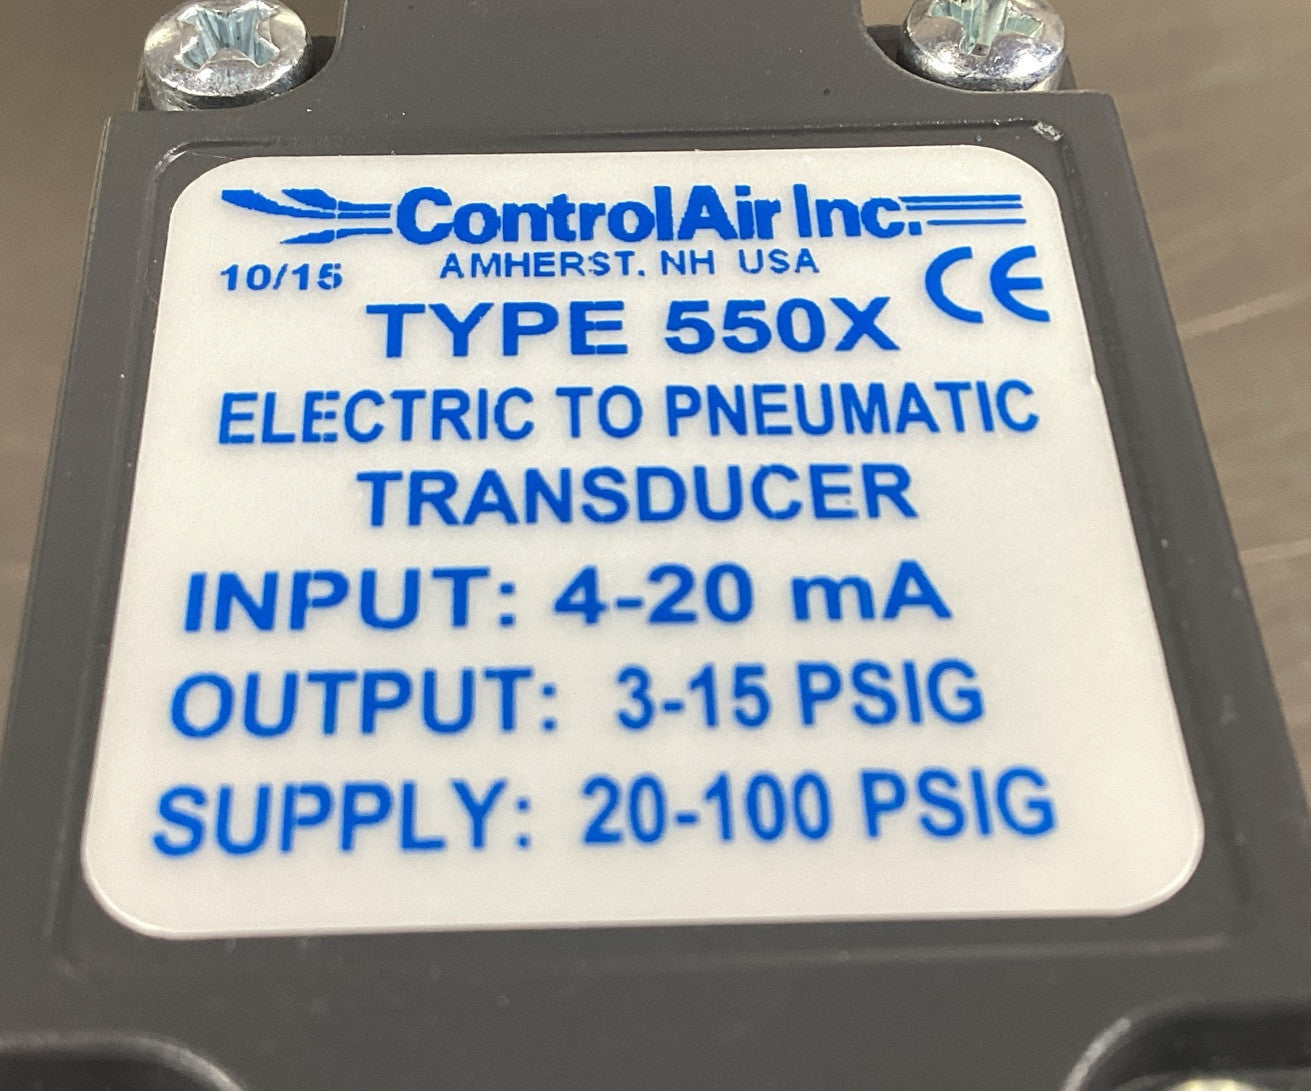 ControlAir Inc.
10/15 AMHERST, NH USA
CE
TYPE 550X
ELECTRIC TO PNEUMATIC
TRANSDUCER
INPUT: 4-20 mA
OUTPUT: 3-15 PSIG
SUPPLY: 20-100 PSIG